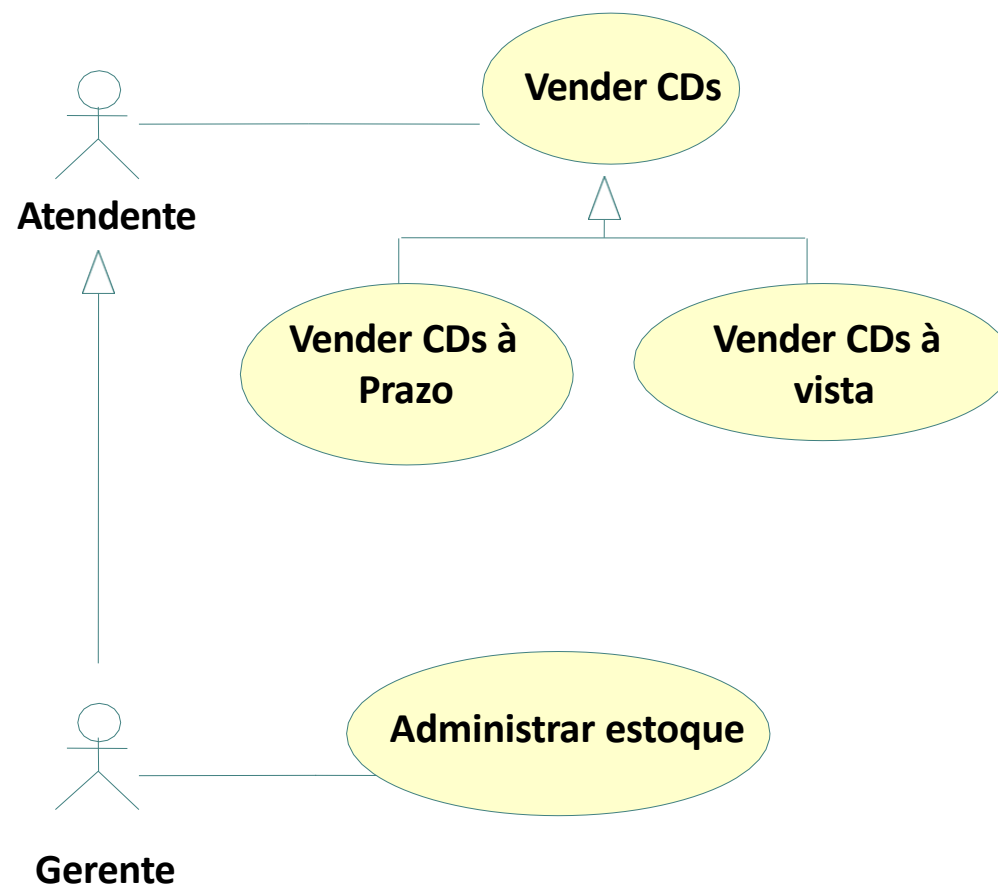 Vender CDs
Atendente
Vender CDs à
Prazo
Vender CDs à
vista
Administrar estoque
Gerente